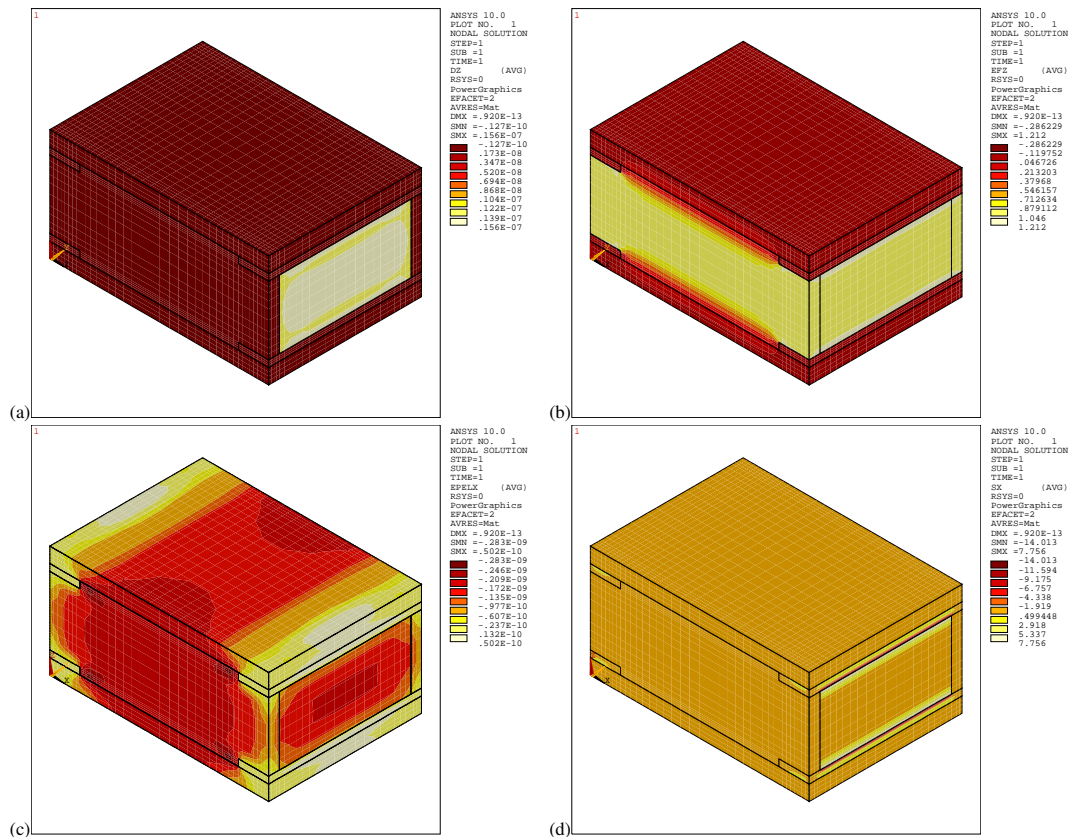 1
ANSYS 10.0
PLOT NO. 1
NODAL SOLUTION
STEP=1
SUB =1
TIME=1
DZ (AVG)
RSYS=0
PowerGraphics
EFACET=2
AVRES=Mat
DMX =.920E-13
SMN =-.127E-10
SMX =.156E-07
-.127E-10
.173E-08
.347E-08
.520E-08
.694E-08
.868E-08
.104E-07
.122E-07
.139E-07
.156E-07
(a)
1
ANSYS 10.0
PLOT NO. 1
NODAL SOLUTION
STEP=1
SUB =1
TIME=1
EFZ (AVG)
RSYS=0
PowerGraphics
EFACET=2
AVRES=Mat
DMX =.920E-13
SMN =-.286229
SMX =1.212
-.286229
-.119752
.046726
.213203
.37968
.546157
.712634
.879112
1.046
1.212
(b)
1
X
ANSYS 10.0
PLOT NO. 1
NODAL SOLUTION
STEP=1
SUB =1
TIME=1
EPELX (AVG)
RSYS=0
PowerGraphics
EFACET=2
AVRES=Mat
DMX =.920E-13
SMN =-.283E-09
SMX =.502E-10
-.283E-09
-.246E-09
-.209E-09
-.172E-09
-.135E-09
-.977E-10
-.607E-10
-.237E-10
.132E-10
.502E-10
(c)
1
X
ANSYS 10.0
PLOT NO. 1
NODAL SOLUTION
STEP=1
SUB =1
TIME=1
SX (AVG)
RSYS=0
PowerGraphics
EFACET=2
AVRES=Mat
DMX =.920E-13
SMN =-14.013
SMX =7.756
-14.013
-11.594
-9.175
-6.757
-4.338
-1.919
.499448
2.918
5.337
7.756
(d)